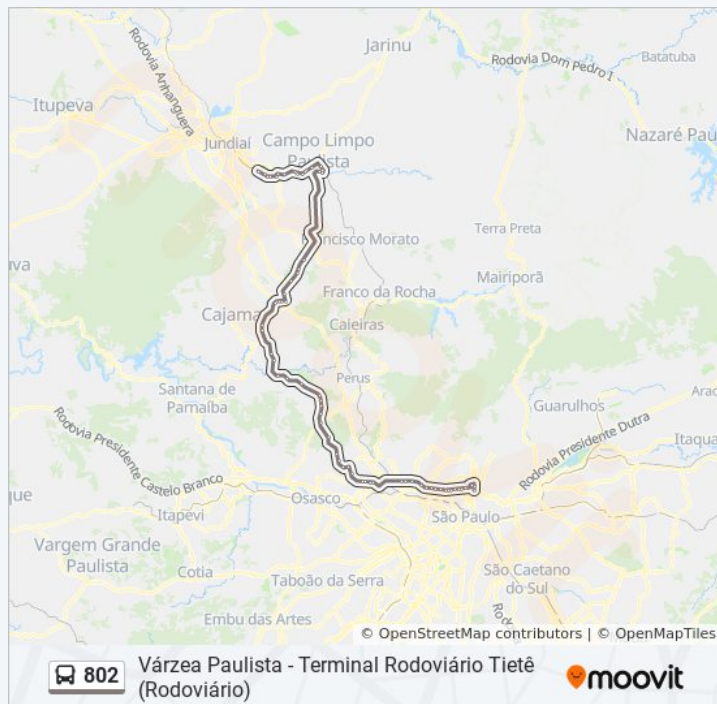 Jarinu
Rodovia Dom Pedro I
Batatuba
Rodovia Anhanguera
Itupeva
Jundiaí
Campo Limpo
Paulista
Nazaré Pau
Terra Preta
Francisco Morato
Mairiporã
Franco da Rocha
Cajama
Caieiras
Perus
Santana de
Parnaíba
Guarulhos
Rodovia Presidente Dutra
Itaqua
Rodovia Presidente Castelo Branco
Osasco
São Paulo
Itapevi
Vargem Grande
Paulista
Cotia
Taboão da Serra
São Caetano
do Sul
Embu das Artes
© OpenStreetMap contributors | © OpenMapTiles
802
Várzea Paulista - Terminal Rodoviário Tietê
(Rodoviário)
moovit